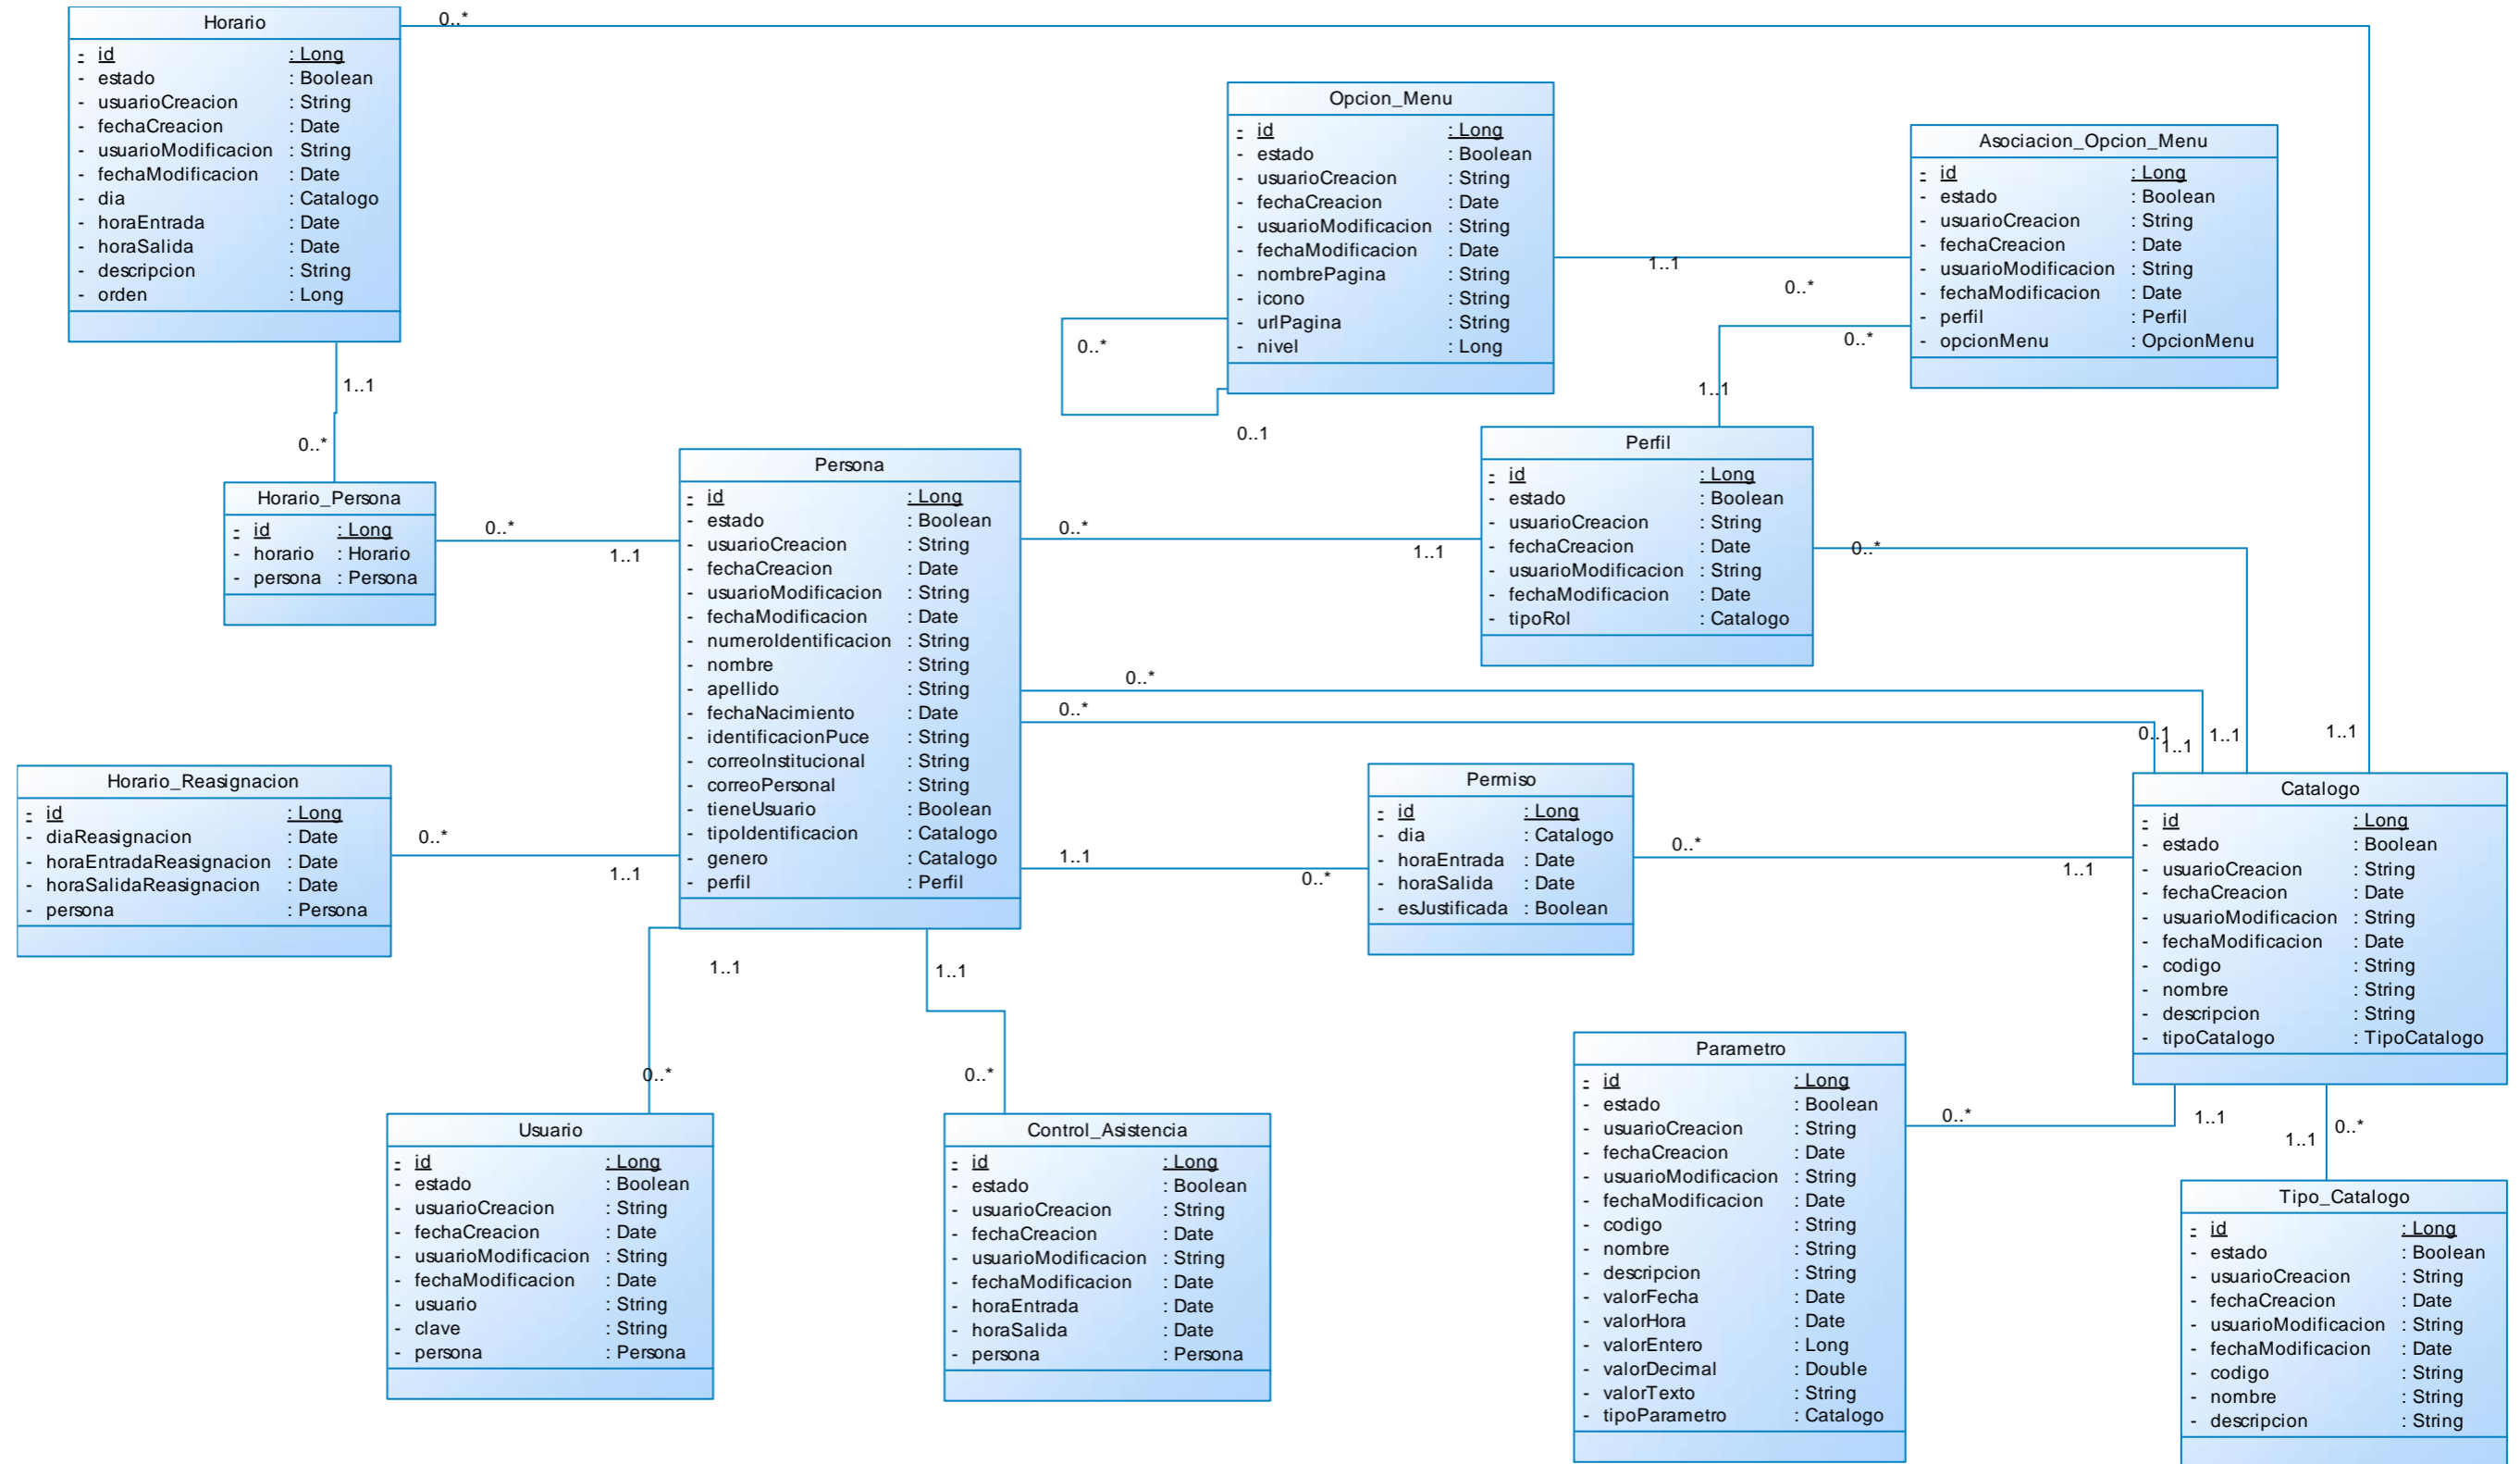 Horario
- id : Long
- estado : Boolean
- usuarioCreacion : String
- fechaCreacion : Date
- usuarioModificacion : String
- fechaModificacion : Date
- dia : Catalogo
- horaEntrada : Date
- horaSalida : Date
- descripcion : String
- orden : Long
0..*
1..1
0..*
Opcion_Menu
- id : Long
- estado : Boolean
- usuarioCreacion : String
- fechaCreacion : Date
- usuarioModificacion : String
- fechaModificacion : Date
- nombrePagina : String
- icono : String
- urlPagina : String
- nivel : Long
0..*
0..1
1..1
0..*
Asociacion_Opcion_Menu
- id : Long
- estado : Boolean
- usuarioCreacion : String
- fechaCreacion : Date
- usuarioModificacion : String
- fechaModificacion : Date
- perfil : Perfil
- opcionMenu : OpcionMenu
0..*
1..1
Horario_Persona
- id : Long
- horario : Horario
- persona : Persona
0..*
1..1
Persona
- id : Long
- estado : Boolean
- usuarioCreacion : String
- fechaCreacion : Date
- usuarioModificacion : String
- fechaModificacion : Date
- numeroIdentificacion : String
- nombre : String
- apellido : String
- fechaNacimiento : Date
- identificacionPuce : String
- correoInstitucional : String
- correoPersonal : String
- tieneUsuario : Boolean
- tipoIdentificacion : Catalogo
- genero : Catalogo
- perfil : Perfil
0..*
1..1
Perfil
- id : Long
- estado : Boolean
- usuarioCreacion : String
- fechaCreacion : Date
- usuarioModificacion : String
- fechaModificacion : Date
- tipoRol : Catalogo
0..*
0..*
0..*
0..1
1..1
1..1
1..1
Horario_Reasignacion
- id : Long
- diaReasignacion : Date
- horaEntradaReasignacion : Date
- horaSalidaReasignacion : Date
- persona : Persona
0..*
1..1
1..1
0..*
Permiso
- id : Long
- dia : Catalogo
- horaEntrada : Date
- horaSalida : Date
- esJustificada : Boolean
0..*
1..1
Catalogo
- id : Long
- estado : Boolean
- usuarioCreacion : String
- fechaCreacion : Date
- usuarioModificacion : String
- fechaModificacion : Date
- codigo : String
- nombre : String
- descripcion : String
- tipoCatalogo : TipoCatalogo
1..1
0..*
1..1
0..*
Usuario
- id : Long
- estado : Boolean
- usuarioCreacion : String
- fechaCreacion : Date
- usuarioModificacion : String
- fechaModificacion : Date
- usuario : String
- clave : String
- persona : Persona
Control_Asistencia
- id : Long
- estado : Boolean
- usuarioCreacion : String
- fechaCreacion : Date
- usuarioModificacion : String
- fechaModificacion : Date
- horaEntrada : Date
- horaSalida : Date
- persona : Persona
Parametro
- id : Long
- estado : Boolean
- usuarioCreacion : String
- fechaCreacion : Date
- usuarioModificacion : String
- fechaModificacion : Date
- codigo : String
- nombre : String
- descripcion : String
- valorFecha : Date
- valorHora : Date
- valorEntero : Long
- valorDecimal : Double
- valorTexto : String
- tipoParametro : Catalogo
0..*
1..1
1..1
0..*
Tipo_Catalogo
- id : Long
- estado : Boolean
- usuarioCreacion : String
- fechaCreacion : Date
- usuarioModificacion : String
- fechaModificacion : Date
- codigo : String
- nombre : String
- descripcion : String